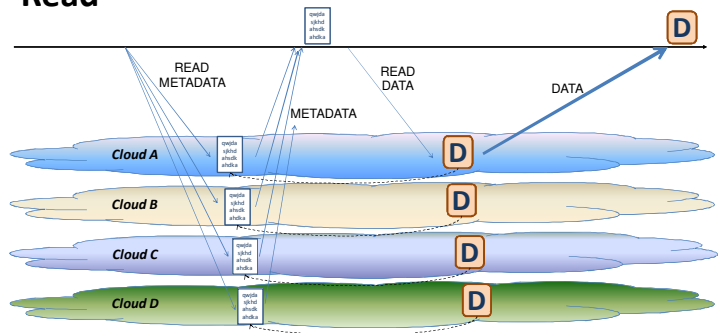 Read
qwjda
sjkhd
ahsdk
ahdka
D
READ
METADATA
READ
DATA
DATA
METADATA
Cloud A
qwjda
sjkhd
ahsdk
ahdka
D
Cloud B
qwjda
sjkhd
ahsdk
ahdka
D
Cloud C
qwjda
sjkhd
ahsdk
ahdka
D
Cloud D
qwjda
sjkhd
ahsdk
ahdka
D